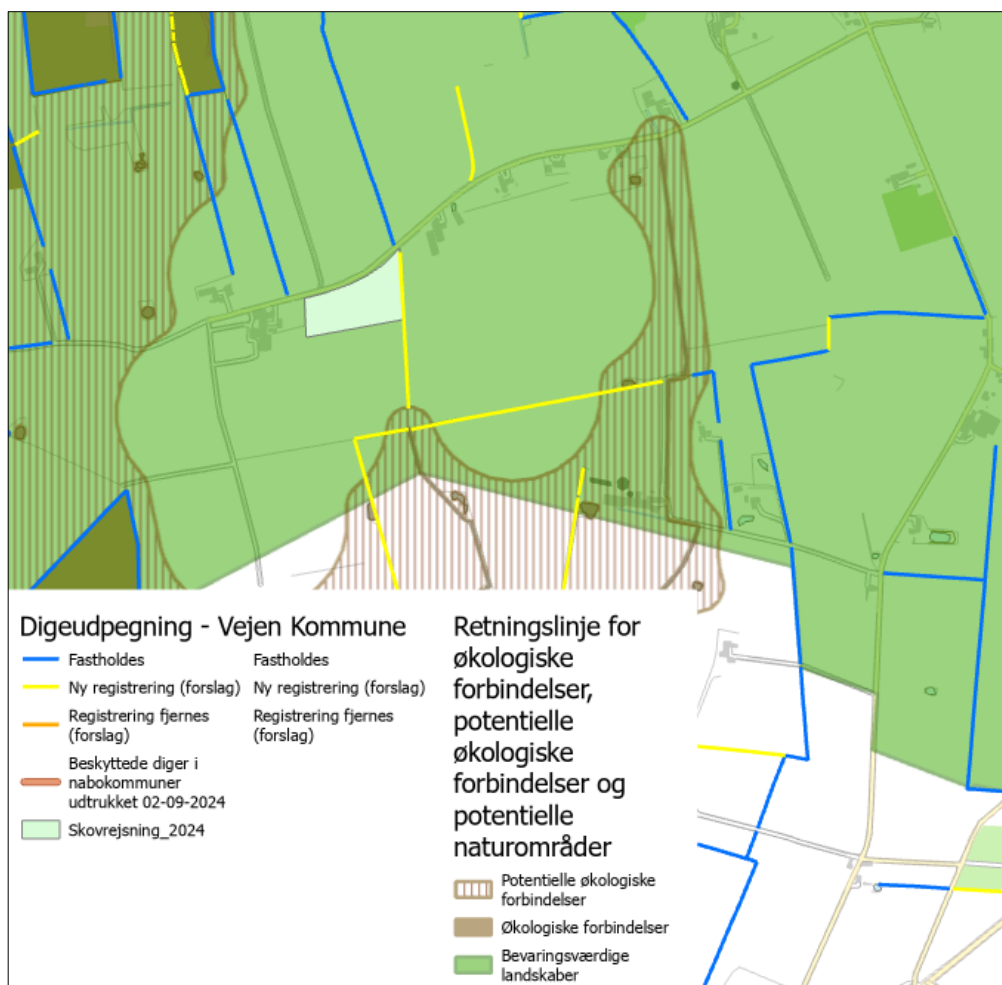 Digeudpegning - Vejen Kommune
Fastholdes Fastholdes
Ny registrering (forslag) Ny registrering (forslag)
Registrering fjernes Registrering fjernes
(forslag) (forslag)
Beskyttede diger i
nabokommuner
udtrukket 02-09-2024
Skovrejsning_2024
Retningslinje for
økologiske
forbindelser,
potentielle
økologiske
forbindelser og
potentielle
naturområder
Potentielle økologiske
forbindelser
Økologiske forbindelser
Bevaringsværdige
landskaber